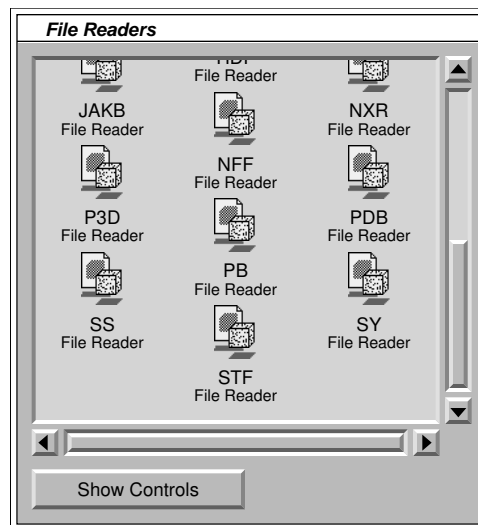 File Readers
File Reader
JAKB
File Reader
NXR
File Reader
NFF
File Reader
P3D
File Reader
PDB
File Reader
PB
File Reader
SS
File Reader
SY
File Reader
STF
File Reader
Show Controls